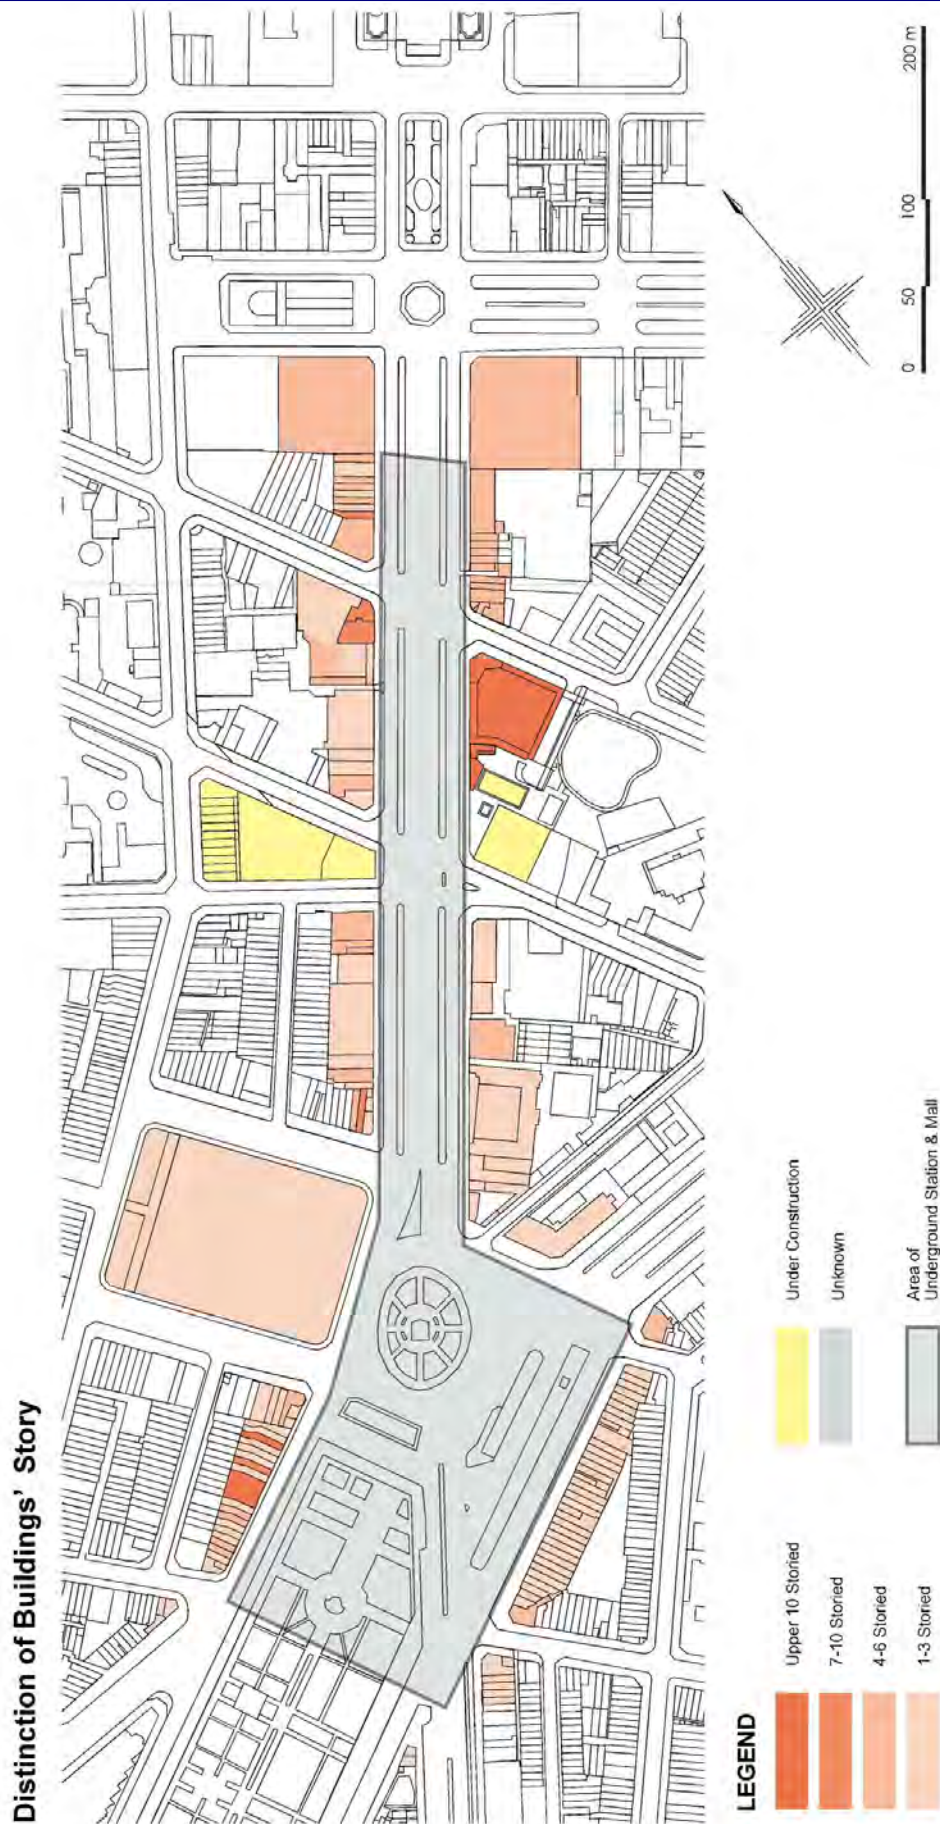 Distinction of Buildings' Story
LEGEND
Upper 10 Storied
7-10 Storied
4-6 Storied
1-3 Storied
Under Construction
Unknown
Area of
Underground Station & Mall
0 50 100 200 m